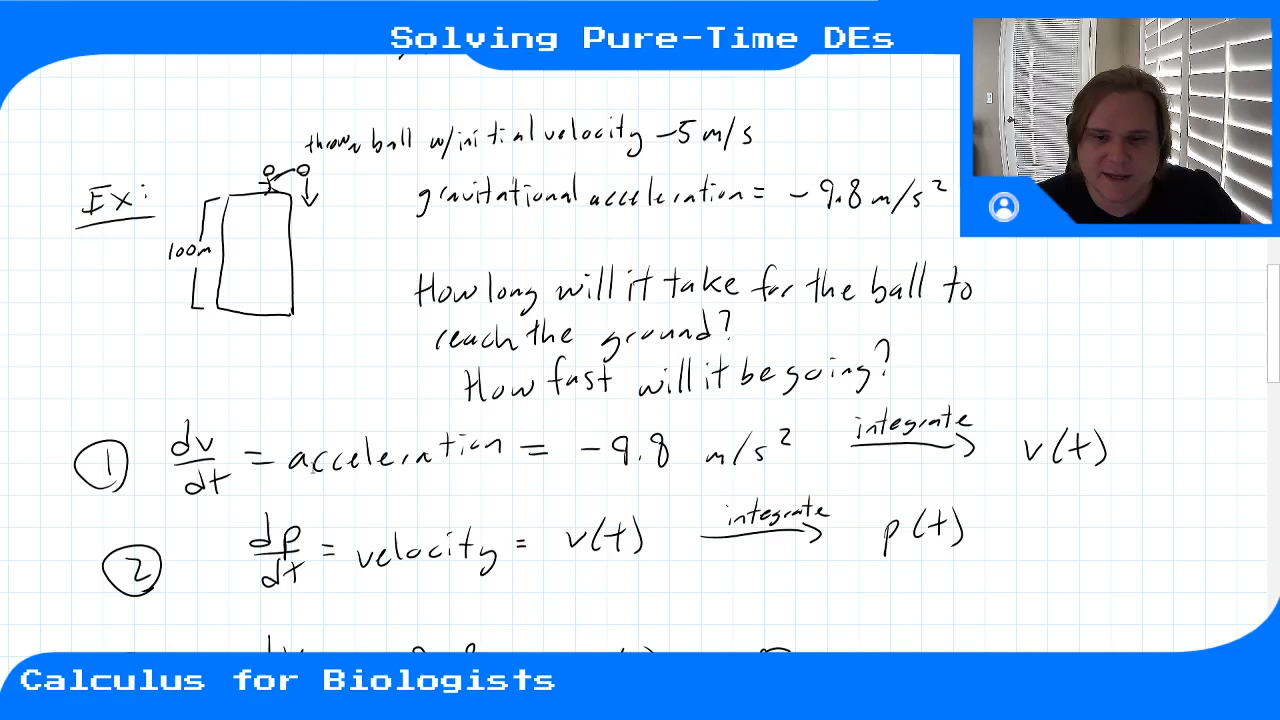 Solving Pure-Time DEs
thrown ball w/initial velocity -5 m/s
Ex:
gravitational acceleration = -9.8 m/s²
100m
How long will it take for the ball to
reach the ground?
How fast will it be going?
① dv/dt = acceleration = -9.8 m/s² integrate → v(t)
② dp/dt = velocity = v(t) integrate → p(t)
Calculus for Biologists